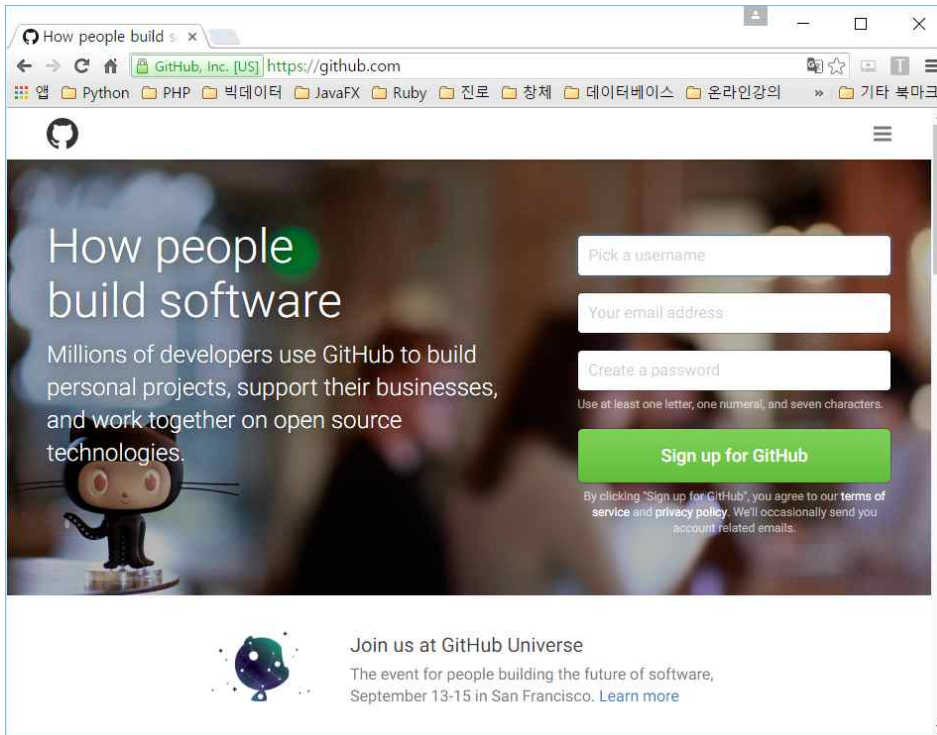 How people build s
GitHub, Inc. [US] https://github.com
앱 Python PHP 빅데이터 JavaFX Ruby 진로 창체 데이터베이스 온라인강의 » 기타 북마크
How people
build software
Millions of developers use GitHub to build
personal projects, support their businesses,
and work together on open source
technologies.
Pick a username
Your email address
Create a password
Use at least one letter, one numeral, and seven characters.
Sign up for GitHub
By clicking "Sign up for GitHub", you agree to our terms of
service and privacy policy. We'll occasionally send you
account related emails.
Join us at GitHub Universe
The event for people building the future of software,
September 13-15 in San Francisco. Learn more